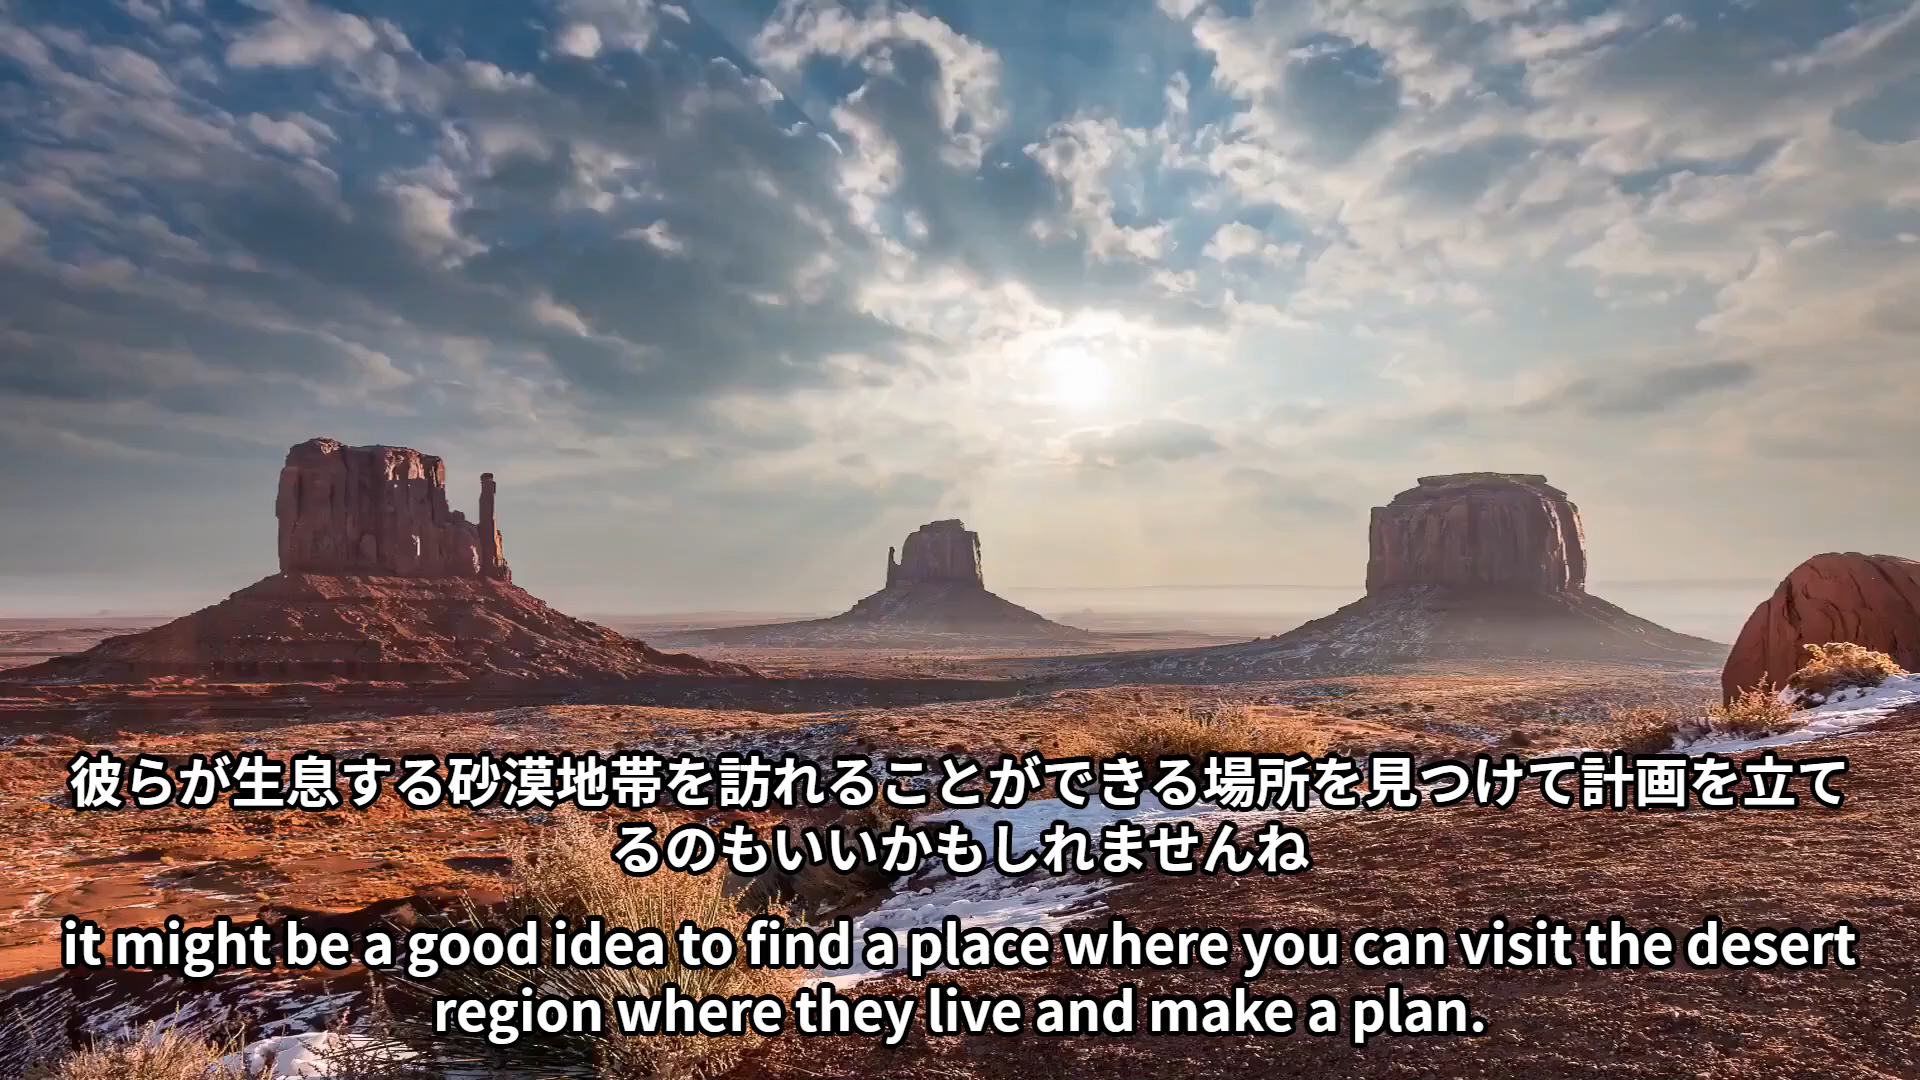 彼らが生息する砂漠地帯を訪れることができる場所を見つけて計画を立て
るのもいいかもしれませんね
it might be a good idea to find a place where you can visit the desert
region where they live and make a plan.